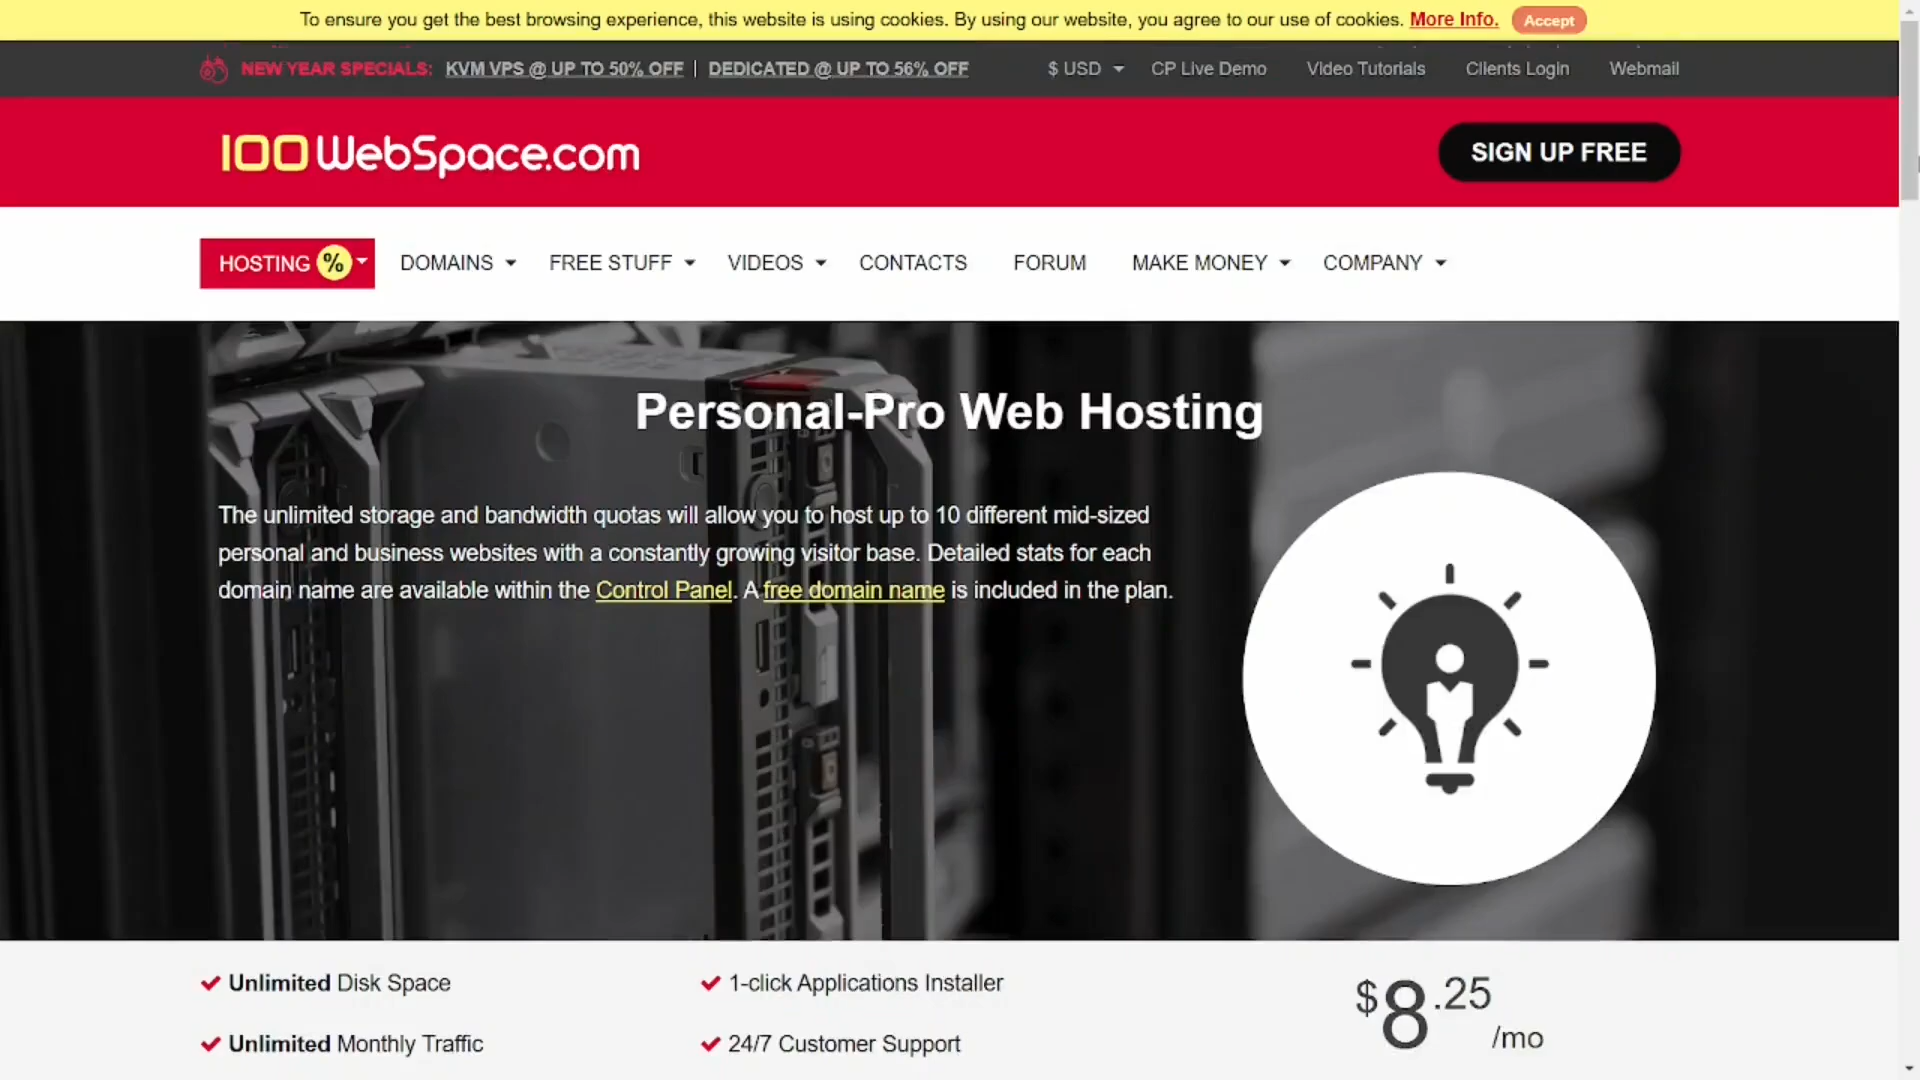 To ensure you get the best browsing experience, this website is using cookies. By using our website, you agree to our use of cookies. More Info. Accept
NEW YEAR SPECIALS: KVM VPS @ UP TO 50% OFF | DEDICATED @ UP TO 56% OFF $ USD CP Live Demo Video Tutorials Clients Login Webmail
100WebSpace.com SIGN UP FREE
HOSTING % DOMAINS FREE STUFF VIDEOS CONTACTS FORUM MAKE MONEY COMPANY
Personal-Pro Web Hosting
The unlimited storage and bandwidth quotas will allow you to host up to 10 different mid-sized
personal and business websites with a constantly growing visitor base. Detailed stats for each
domain name are available within the Control Panel. A free domain name is included in the plan.
Unlimited Disk Space 1-click Applications Installer $8.25 /mo
Unlimited Monthly Traffic 24/7 Customer Support